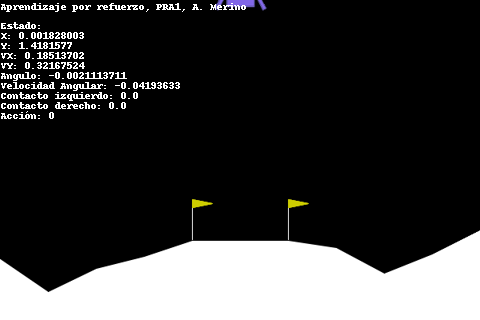 Aprendizaje por refuerzo, PRA1, A. Merino
Estado:
X: 0.001828003
Y: 1.4181577
VX: 0.18513702
VY: 0.32167524
Angulo: -0.0021113711
Velocidad Angular: -0.04193633
Contacto izquierdo: 0.0
Contacto derecho: 0.0
Acción: 0